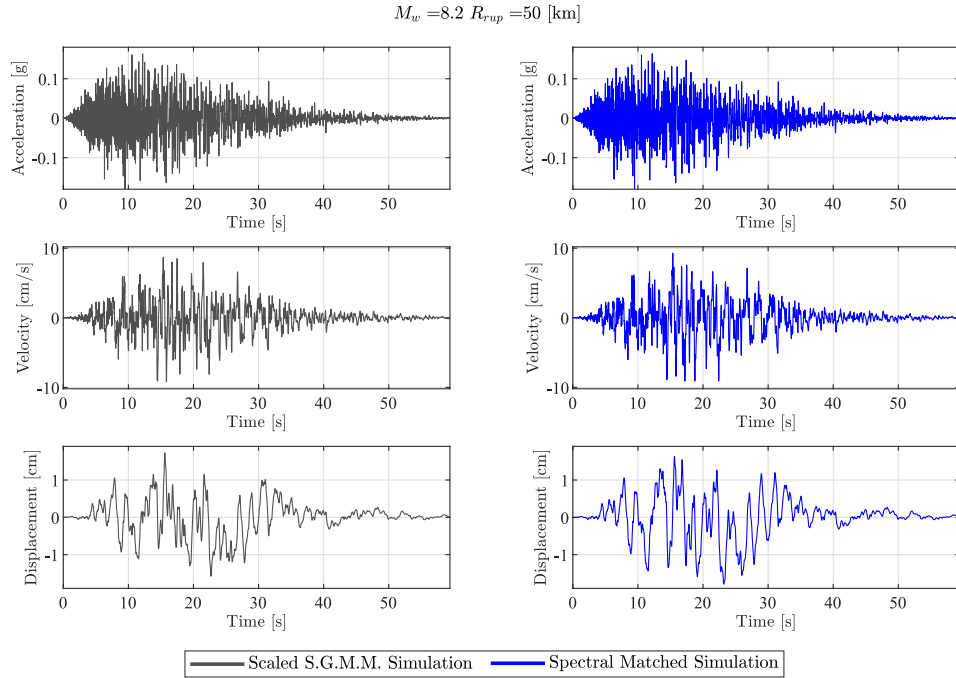 M_w =8.2 R_rup =50 [km]
Acceleration [g]
0.1
0
-0.1
0 10 20 30 40 50
Time [s]
Acceleration [g]
0.1
0
-0.1
0 10 20 30 40 50
Time [s]
Velocity [cm/s]
10
0
-10
0 10 20 30 40 50
Time [s]
Velocity [cm/s]
10
0
-10
0 10 20 30 40 50
Time [s]
Displacement [cm]
1
0
-1
0 10 20 30 40 50
Time [s]
Displacement [cm]
1
0
-1
0 10 20 30 40 50
Time [s]
Scaled S.G.M.M. Simulation Spectral Matched Simulation